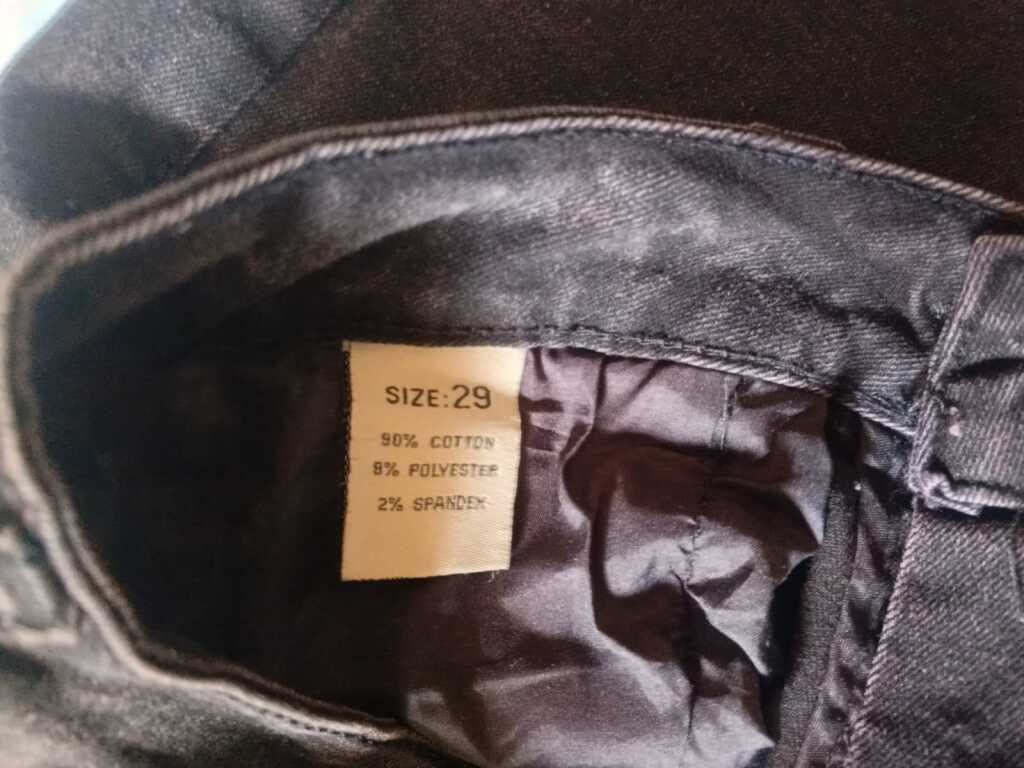 SIZE:29
90% COTTON
8% POLYESTER
2% SPANDEX